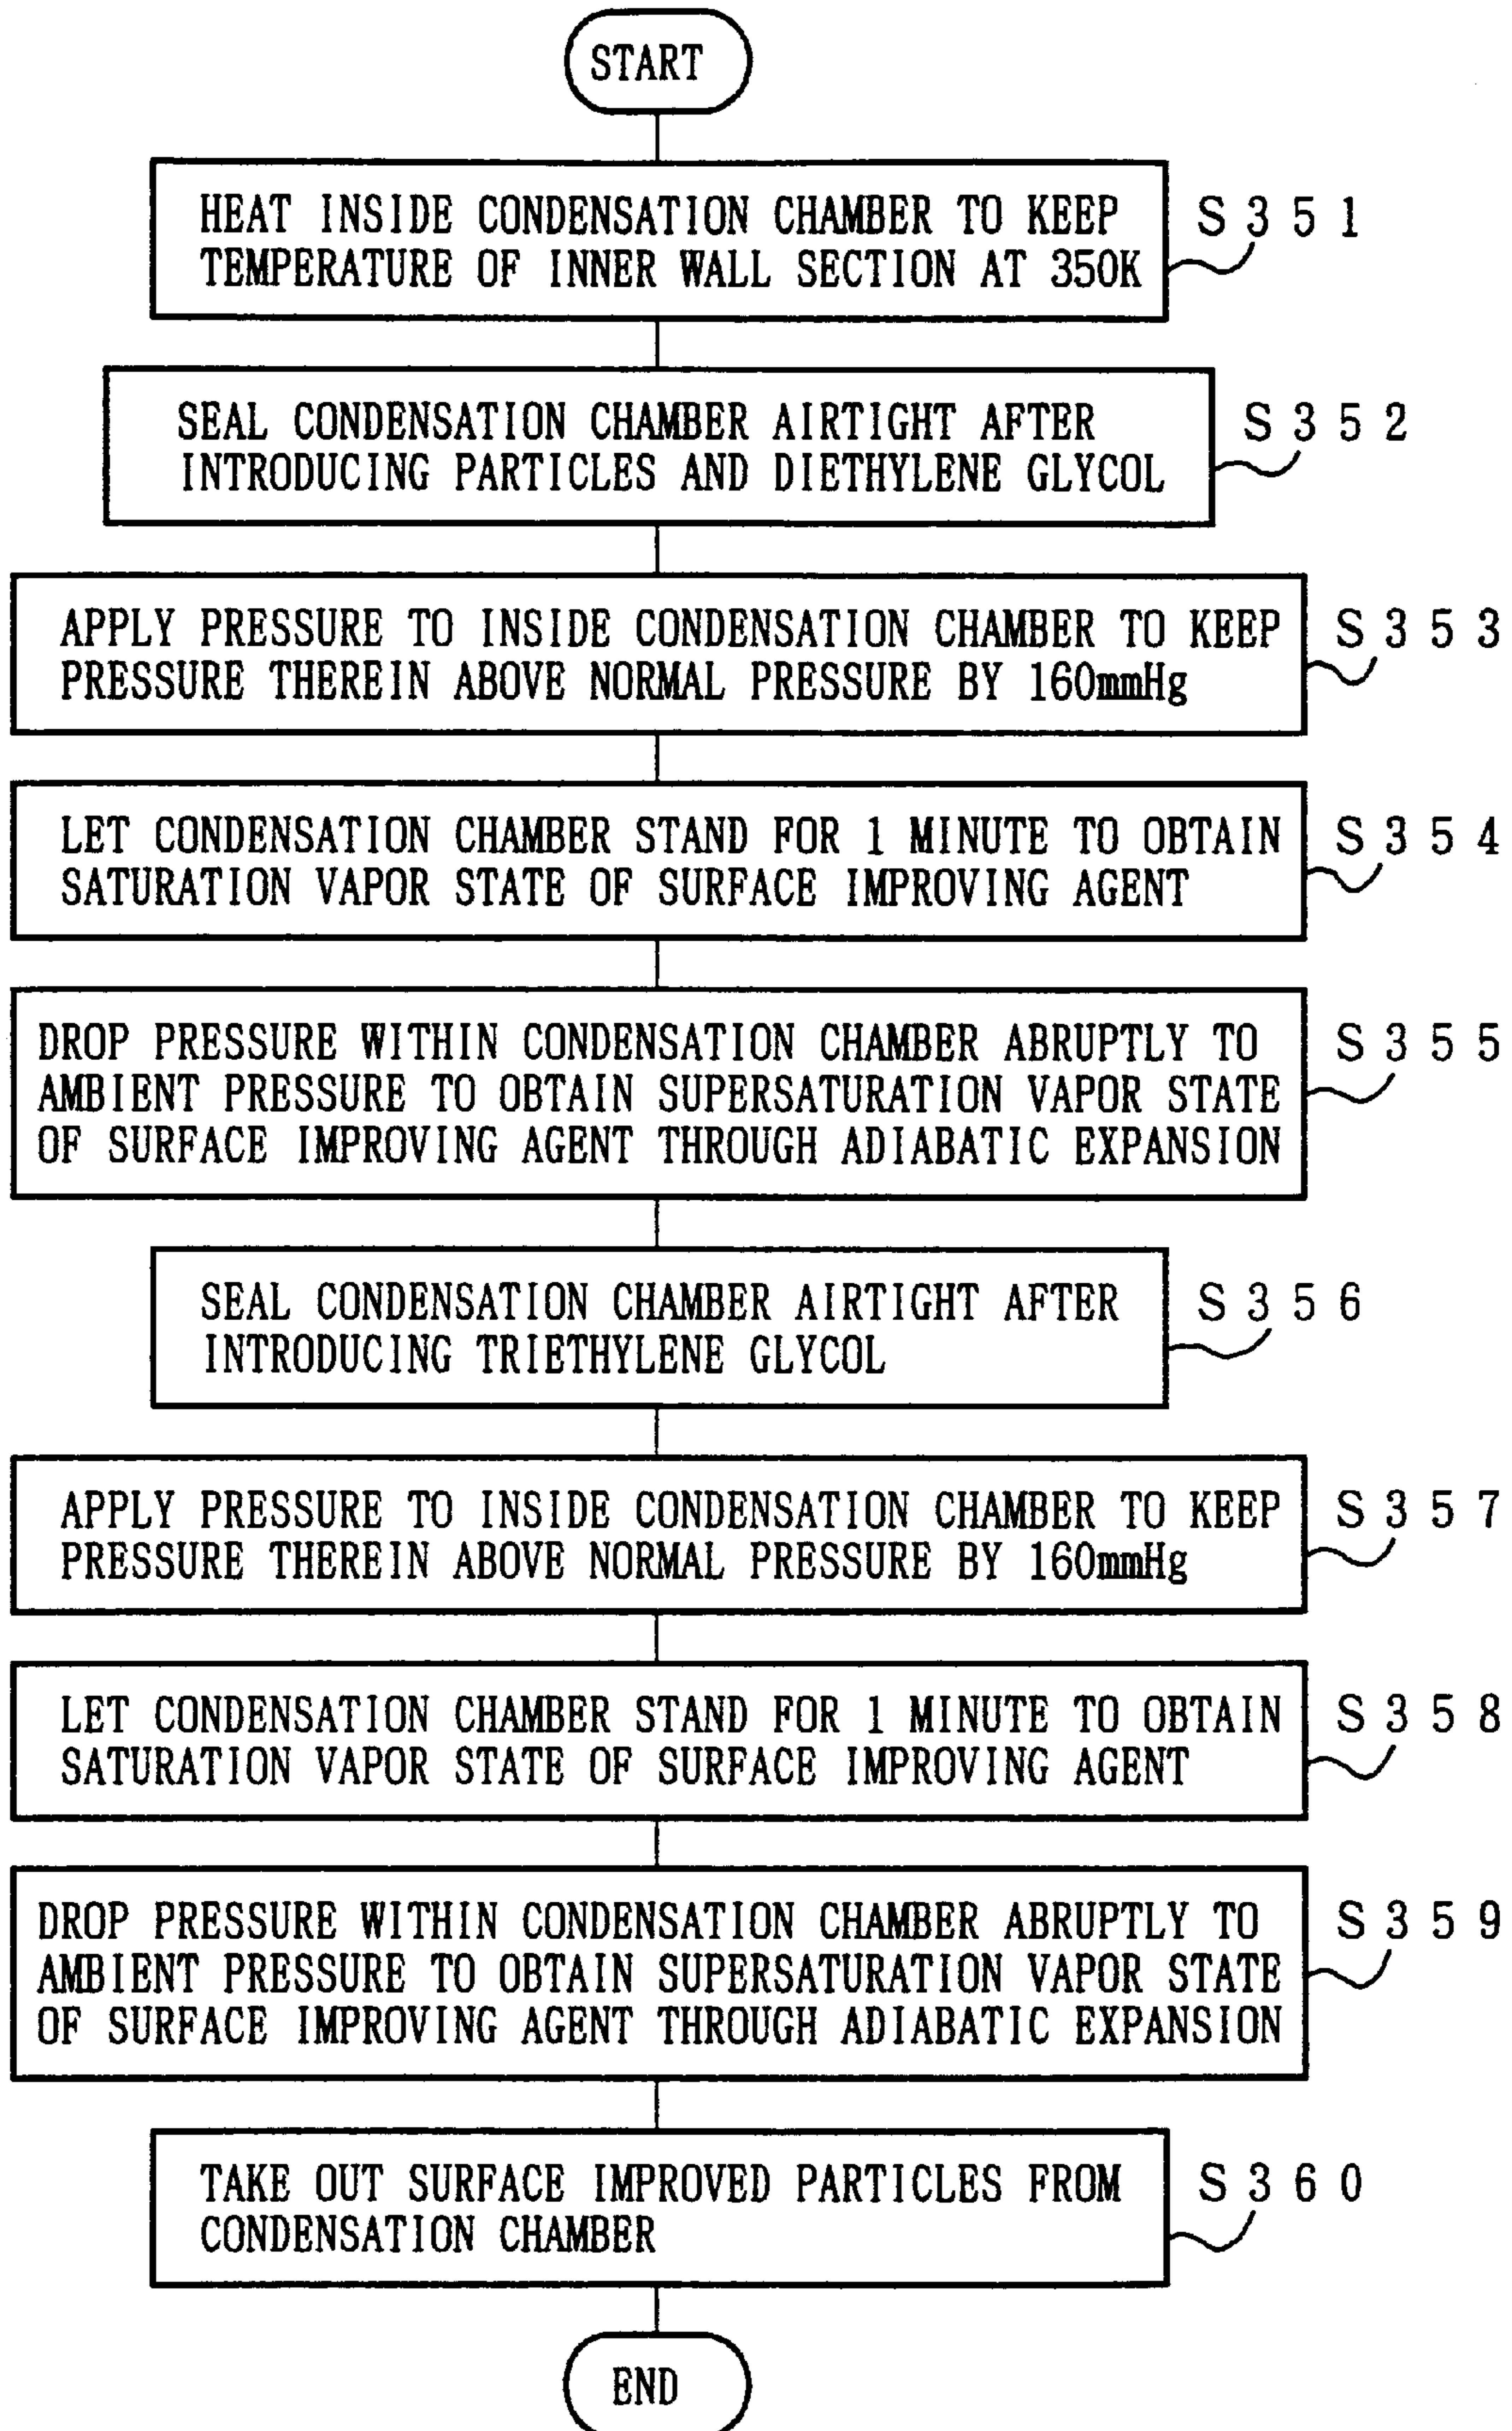 START
HEAT INSIDE CONDENSATION CHAMBER TO KEEP
TEMPERATURE OF INNER WALL SECTION AT 350K
S351
SEAL CONDENSATION CHAMBER AIRTIGHT AFTER
INTRODUCING PARTICLES AND DIETHYLENE GLYCOL
S352
APPLY PRESSURE TO INSIDE CONDENSATION CHAMBER TO KEEP
PRESSURE THEREIN ABOVE NORMAL PRESSURE BY 160mmHg
S353
LET CONDENSATION CHAMBER STAND FOR 1 MINUTE TO OBTAIN
SATURATION VAPOR STATE OF SURFACE IMPROVING AGENT
S354
DROP PRESSURE WITHIN CONDENSATION CHAMBER ABRUPTLY TO
AMBIENT PRESSURE TO OBTAIN SUPERSATURATION VAPOR STATE
OF SURFACE IMPROVING AGENT THROUGH ADIABATIC EXPANSION
S355
SEAL CONDENSATION CHAMBER AIRTIGHT AFTER
INTRODUCING TRIETHYLENE GLYCOL
S356
APPLY PRESSURE TO INSIDE CONDENSATION CHAMBER TO KEEP
PRESSURE THEREIN ABOVE NORMAL PRESSURE BY 160mmHg
S357
LET CONDENSATION CHAMBER STAND FOR 1 MINUTE TO OBTAIN
SATURATION VAPOR STATE OF SURFACE IMPROVING AGENT
S358
DROP PRESSURE WITHIN CONDENSATION CHAMBER ABRUPTLY TO
AMBIENT PRESSURE TO OBTAIN SUPERSATURATION VAPOR STATE
OF SURFACE IMPROVING AGENT THROUGH ADIABATIC EXPANSION
S359
TAKE OUT SURFACE IMPROVED PARTICLES FROM
CONDENSATION CHAMBER
S360
END